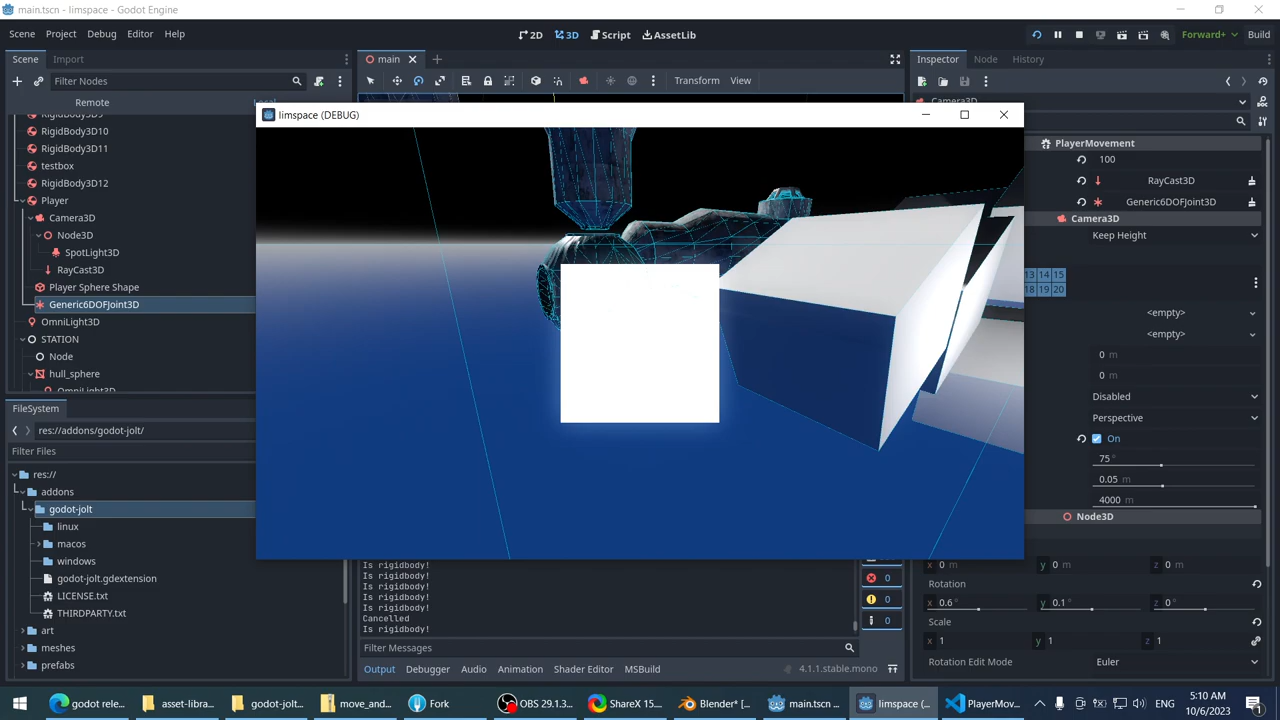 main.tscn - limspace - Godot Engine
Scene Project Debug Editor Help
2D 3D Script AssetLib
Forward+ Build
Scene Import
main
Inspector Node History
Filter Nodes
Transform View
Remote
RigidBody3D10
RigidBody3D11
testbox
RigidBody3D12
Player
Camera3D
Node3D
SpotLight3D
RayCast3D
Player Sphere Shape
Generic6DOFJoint3D
OmniLight3D
STATION
Node
hull_sphere
OmniLight3D
FileSystem
res://addons/godot-jolt/
Filter Files
res://
addons
godot-jolt
linux
macos
windows
godot-jolt.gdextension
LICENSE.txt
THIRDPARTY.txt
art
meshes
prefabs
limspace (DEBUG)
Is rigidbody!
Is rigidbody!
Is rigidbody!
Is rigidbody!
Is rigidbody!
Cancelled
Is rigidbody!
0
0
0
Filter Messages
Output Debugger Audio Animation Shader Editor MSBuild
4.1.1.stable.mono
Camera3D
PlayerMovement
100
RayCast3D
Generic6DOFJoint3D
Camera3D
Keep Height
13 14 15
18 19 20
<empty>
<empty>
0 m
0 m
Disabled
Perspective
On
75 °
0.05 m
4000 m
Node3D
x 0 m y 0 m z 0 m
Rotation
x 0.6 ° y 0.1 ° z 0 °
Scale
x 1 y 1 z 1
Rotation Edit Mode Euler
godot rele...
asset-libra...
godot-jolt...
move_and...
Fork
OBS 29.1.3...
ShareX 15....
Blender* [...
main.tscn ...
limspace (...
PlayerMov...
ENG
5:10 AM
10/6/2023
1